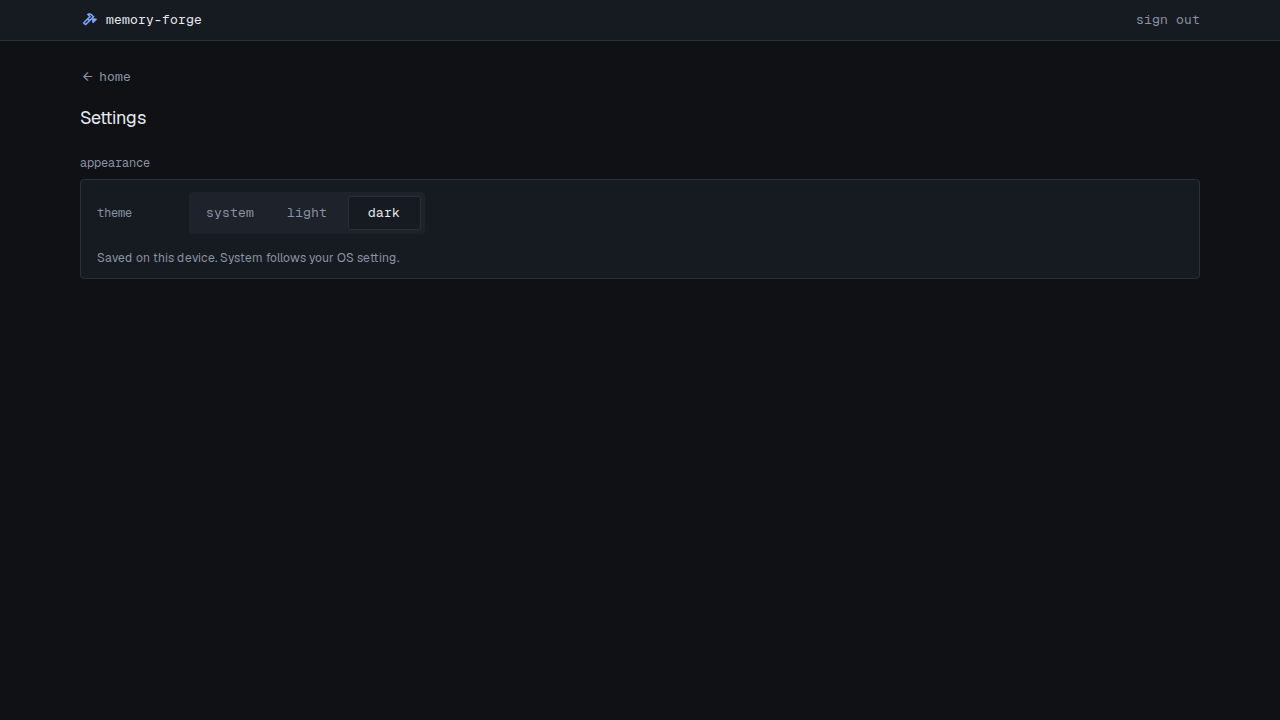 memory-forge
sign out
← home
Settings
appearance
theme
system light dark
Saved on this device. System follows your OS setting.